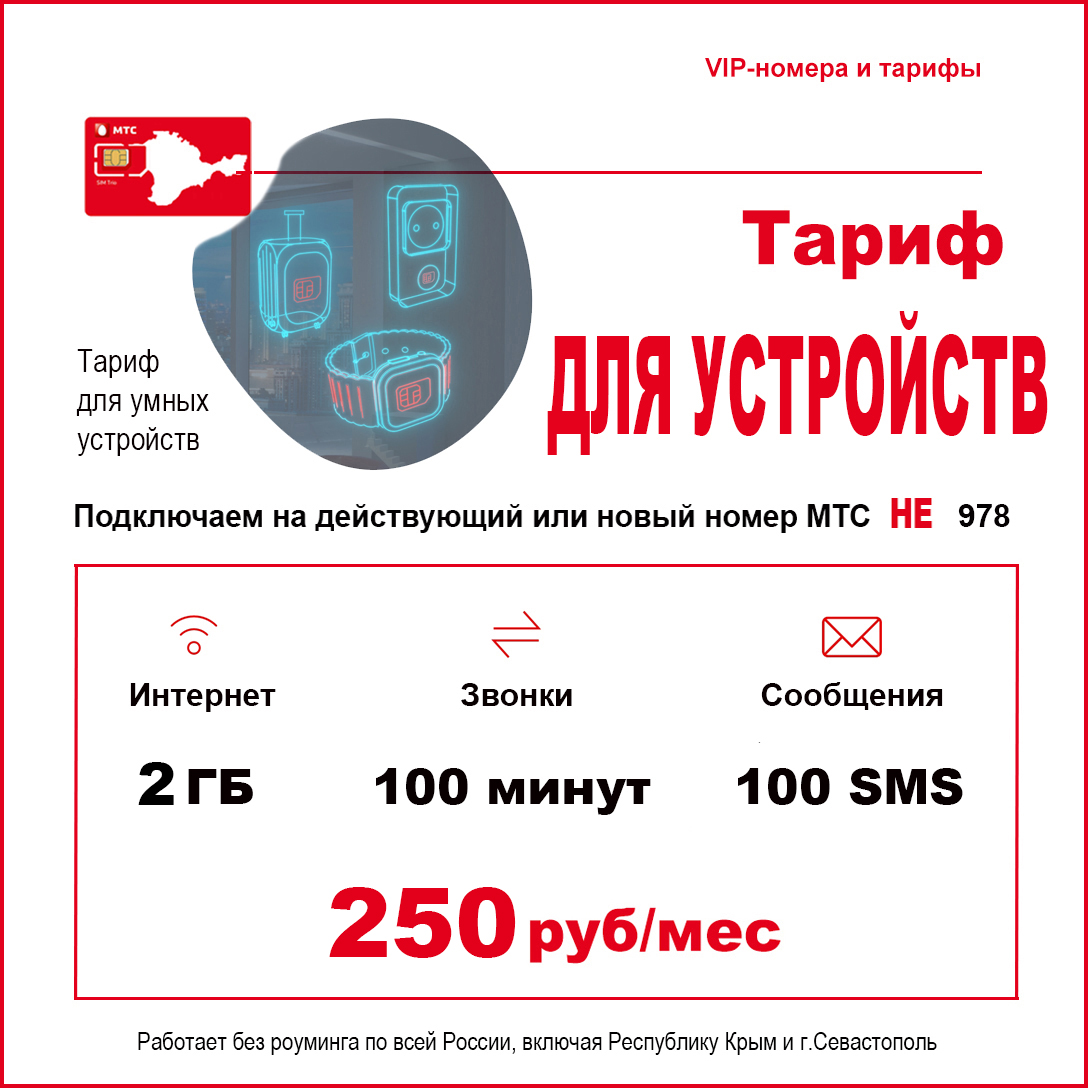 VIP-номера и тарифы
МТС
SIM Trio
Тариф
ДЛЯ УСТРОЙСТВ
Тариф
для умных
устройств
Подключаем на действующий или новый номер МТС НЕ 978
Интернет Звонки Сообщения
2 ГБ 100 минут 100 SMS
250 руб/мес
Работает без роуминга по всей России, включая Республику Крым и г.Севастополь